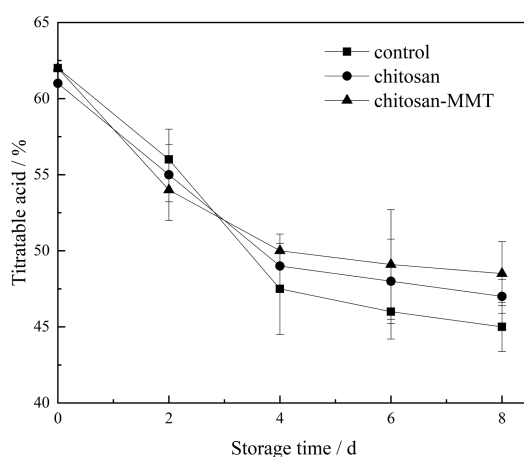 65
60
55
50
45
40
Titratable acid / %
control
chitosan
chitosan-MMT
0
2
4
6
8
Storage time / d